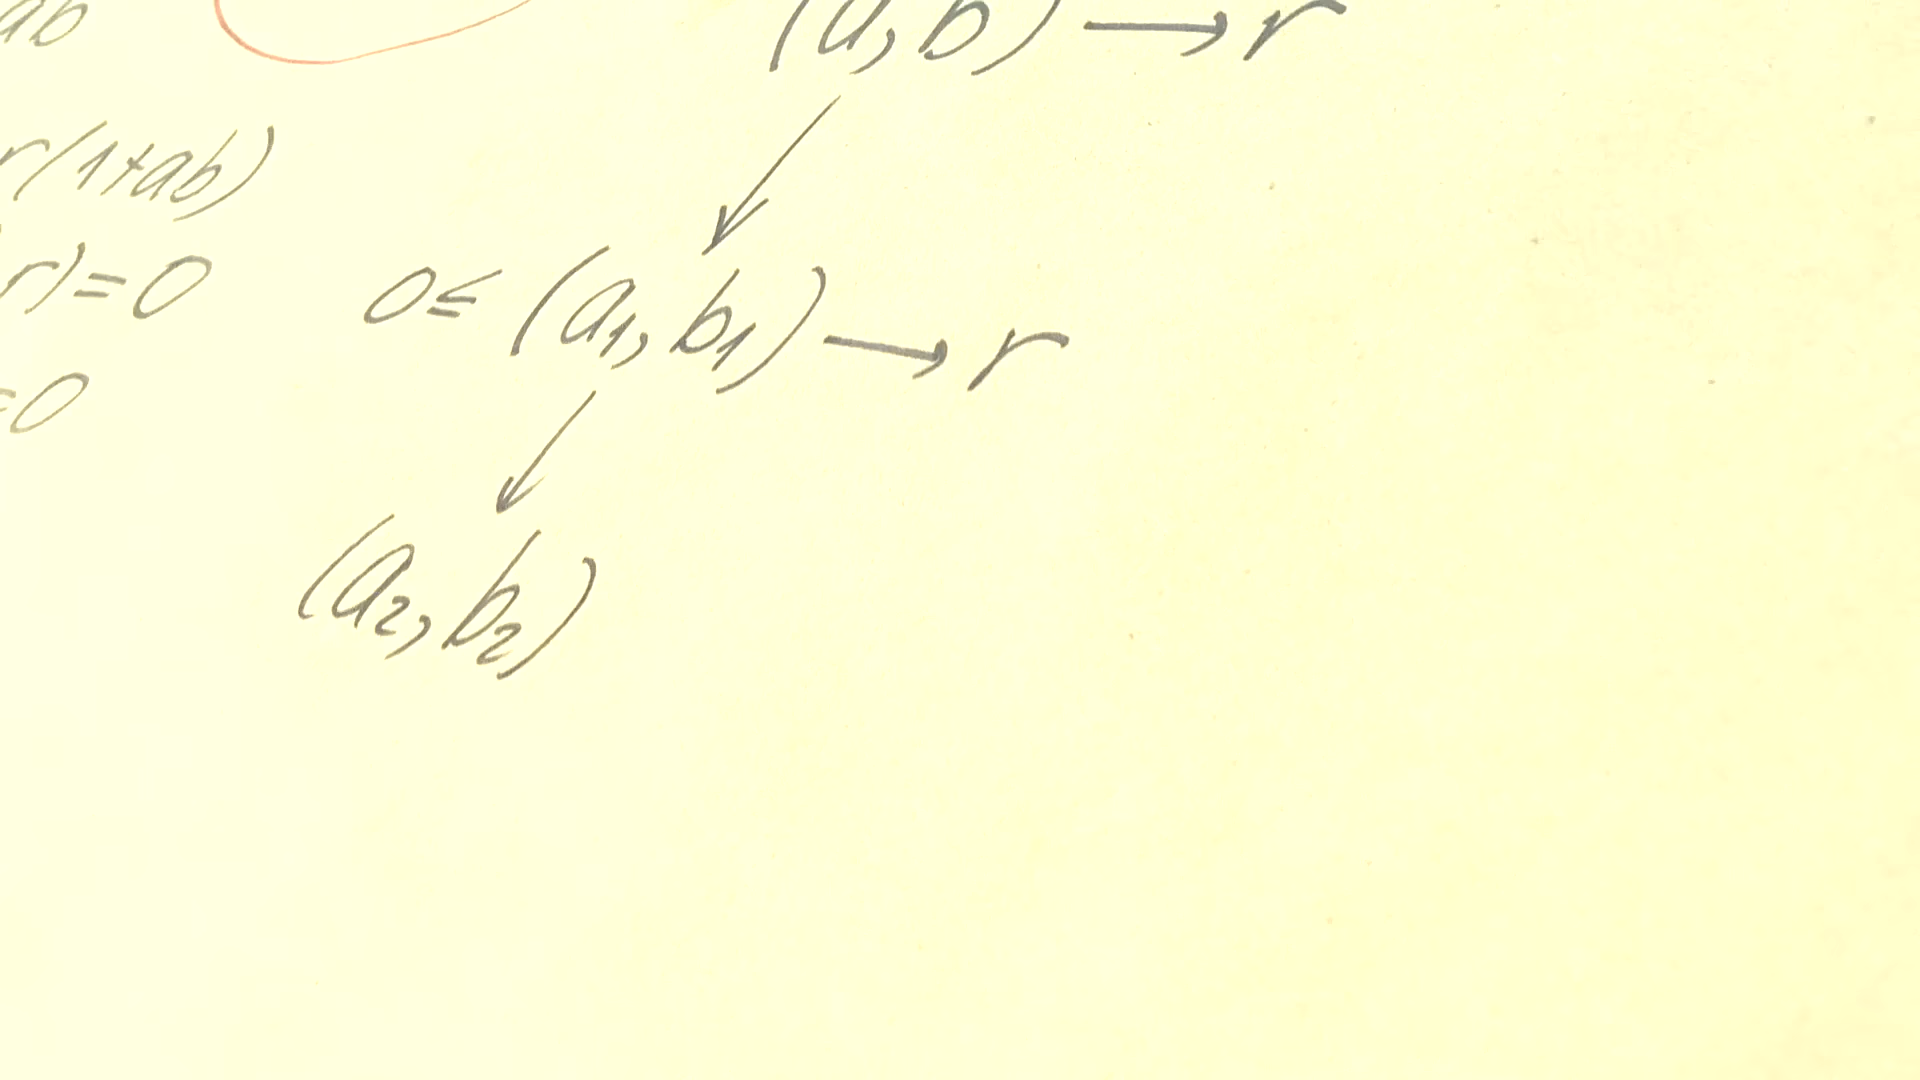 ab
(a,b) → r
r(1+ab)
r)=0
0≤ (a₁, b₁) → r
=0
(a₂, b₂)